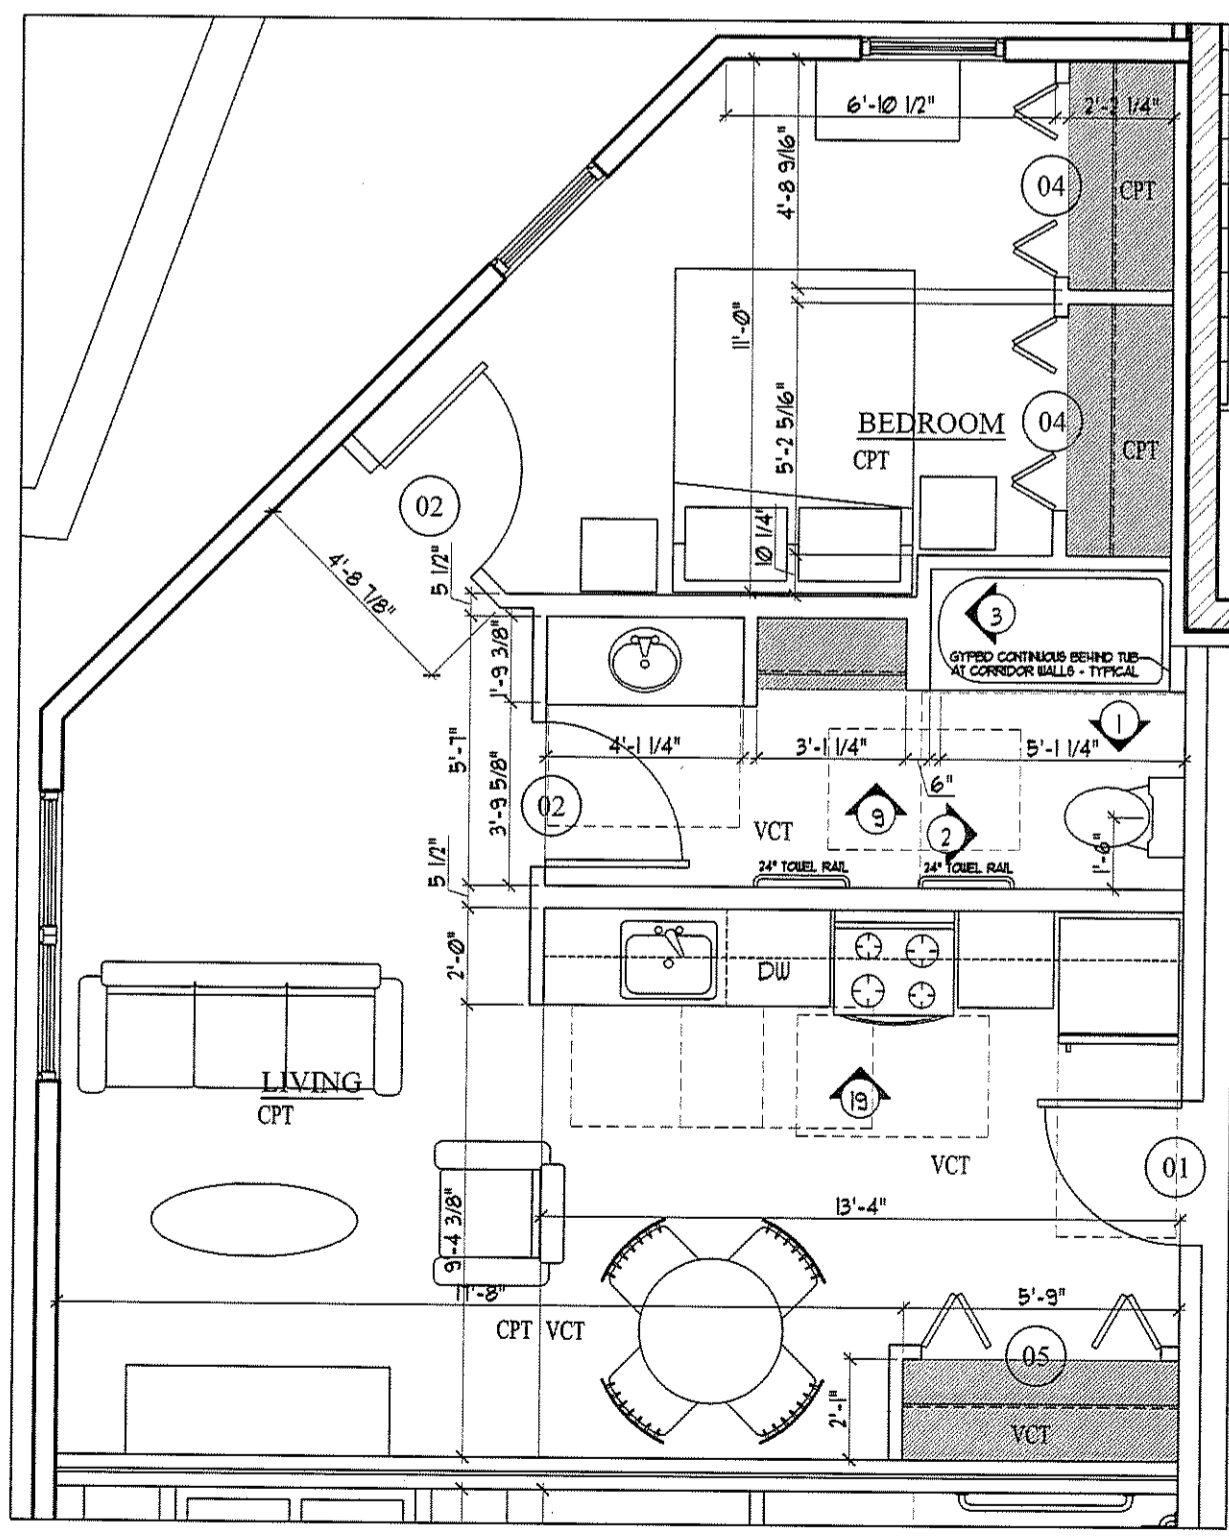 6'-10 1/2"
2'-2 1/4"
4'-8 9/16"
04
CPT
11'-0"
5'-2 5/16"
BEDROOM
CPT
04
CPT
02
10 1/4"
4'-8 7/8"
5 1/2"
3
GYPBD CONTINUOUS BEHIND TUB
AT CORRIDOR WALLS - TYPICAL
1'-9 3/8"
1
5'-7"
4'-1 1/4"
3'-1 1/4"
5'-1 1/4"
6"
3'-9 5/8"
02
VCT
9
2
1'-6"
5 1/2"
24" TOWEL RAIL
24" TOWEL RAIL
2'-0"
DW
LIVING
CPT
19
VCT
01
13'-4"
9'-4 3/8"
5'-9"
CPT VCT
05
2'-1"
VCT